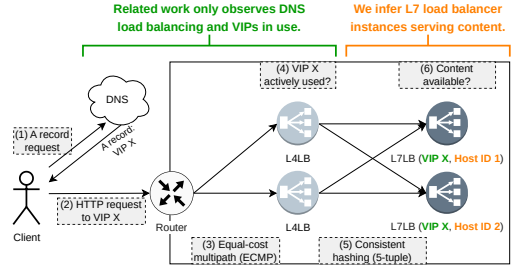 Related work only observes DNS
load balancing and VIPs in use.
We infer L7 load balancer
instances serving content.
(4) VIP X
actively used?
(6) Content
available?
DNS
(1) A record
request
A record:
VIP X
L4LB
L7LB (VIP X, Host ID 1)
(2) HTTP request
to VIP X
Client
Router
L4LB
L7LB (VIP X, Host ID 2)
(3) Equal-cost
multipath (ECMP)
(5) Consistent
hashing (5-tuple)